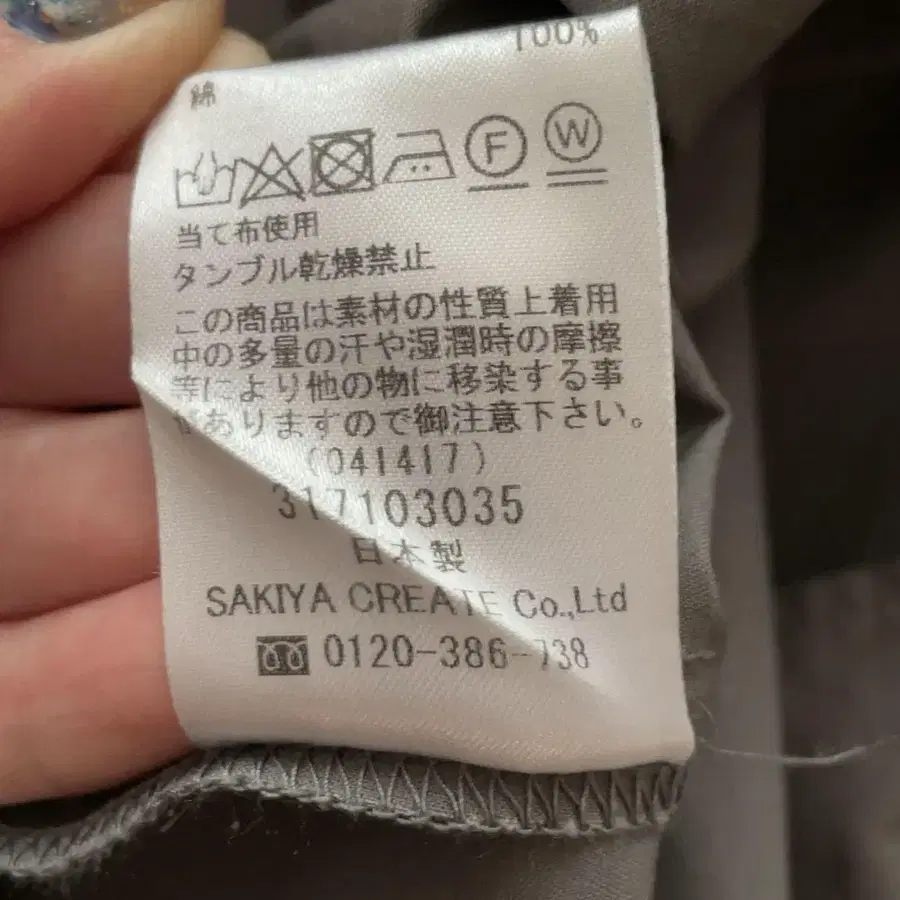 綿 100%
F W
当て布使用
タンブル乾燥禁止
この商品は素材の性質上着用
中の多量の汗や湿潤時の摩擦
等により他の物に移染する事
がありますので御注意下さい。
(041417)
317103035
日本製
SAKIYA CREATE Co.,Ltd
0120-386-738